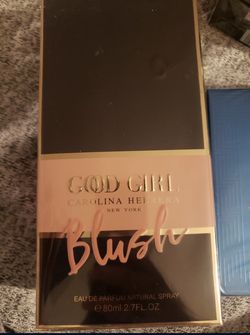 GOOD GIRL
CAROLINA HERRERA
NEW YORK
Blush
EAU DE PARFUM NATURAL SPRAY
℮80ml 2.7FL.OZ